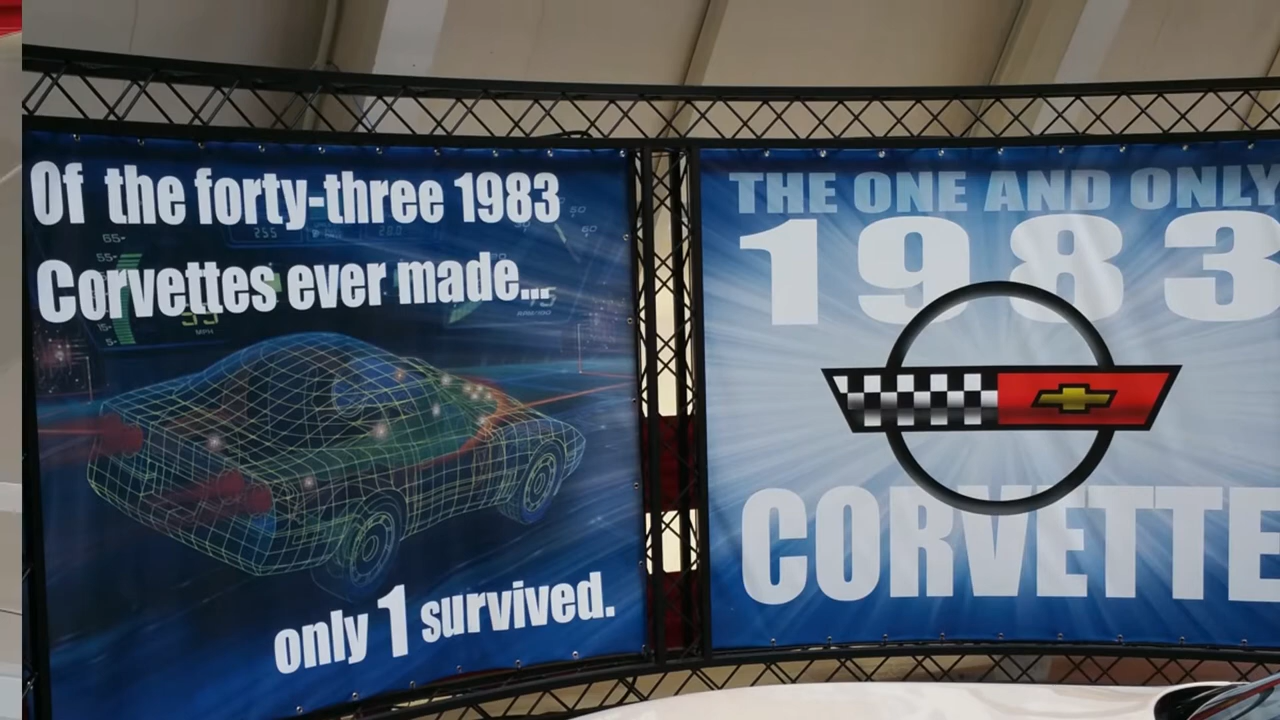 Of the forty-three 1983
Corvettes ever made...
only 1 survived.
THE ONE AND ONLY
1983
CORVETTE